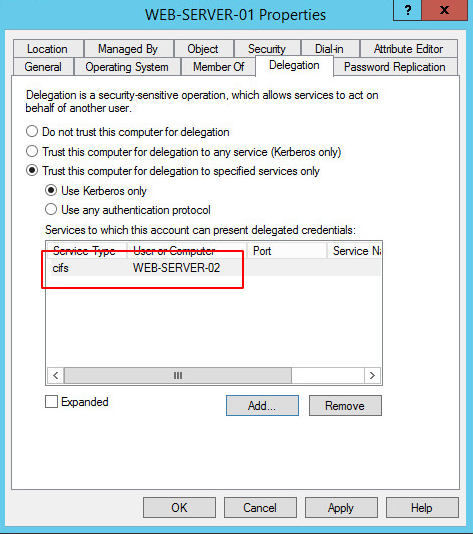 WEB-SERVER-01 Properties
? x
Location Managed By Object Security Dial-in Attribute Editor
General Operating System Member Of Delegation Password Replication
Delegation is a security-sensitive operation, which allows services to act on
behalf of another user.
Do not trust this computer for delegation
Trust this computer for delegation to any service (Kerberos only)
Trust this computer for delegation to specified services only
Use Kerberos only
Use any authentication protocol
Services to which this account can present delegated credentials:
Service Type User or Computer Port Service Na
cifs WEB-SERVER-02
Expanded Add... Remove
OK Cancel Apply Help